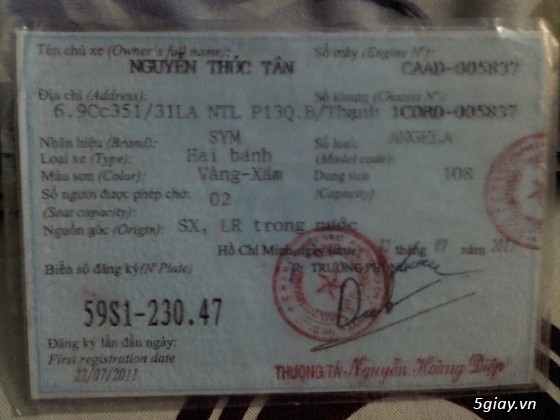 Tên chủ xe (Owner's full name): Số máy (Engine Nº):
NGUYỄN THÚC TÂN CAAD-005837
Địa chỉ (Address): Số khung (Chassis Nº):
6.9Cc351/31LA NTL P13Q.B/Thạnh 1CDRD-005837
Nhãn hiệu (Brand): SYM Số loại ANGELA
Loại xe (Type): Hai bánh (Model code):
Màu sơn (Color): Vàng-Xám Dung tích 108
Số người được phép chở: 02 (Capacity)
(Seat capacity):
Nguồn gốc (Origin): SX, LR trong nước
Hồ Chí Minh, ngày (date) 22 tháng 07 năm 2011
Biển số đăng ký (Nº Plate) TRƯỞNG
59S1-230.47
Đăng ký lần đầu ngày:
First registration date
22/07/2011 THƯỢNG TÁ - Nguyễn Hoàng Điệp
5giay.vn